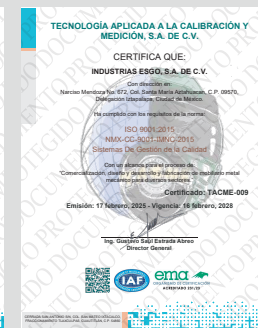 TECNOLOGÍA APLICADA A LA CALIBRACIÓN Y
MEDICIÓN, S.A. DE C.V.
CERTIFICA QUE:
INDUSTRIAS ESGO, S.A. DE C.V.
Con dirección en:
Narciso Mendoza No. 672, Col. Santa María Aztahuacan, C.P. 09570,
Delegación Iztapalapa, Ciudad de México.
Ha cumplido con los requisitos de la norma:
ISO 9001:2015
NMX-CC-9001-IMNC-2015
Sistemas De Gestión de la Calidad
Con un alcance para el proceso de:
"Comercialización, diseño y desarrollo y fabricación de mobiliario metal
mecánico para diversos sectores."
Certificado: TACME-009
Emisión: 17 febrero, 2025 - Vigencia: 16 febrero, 2028
Ing. Gustavo Saúl Estrada Abreo
Director General
IAF
ema
ORGANISMO DE CERTIFICACIÓN